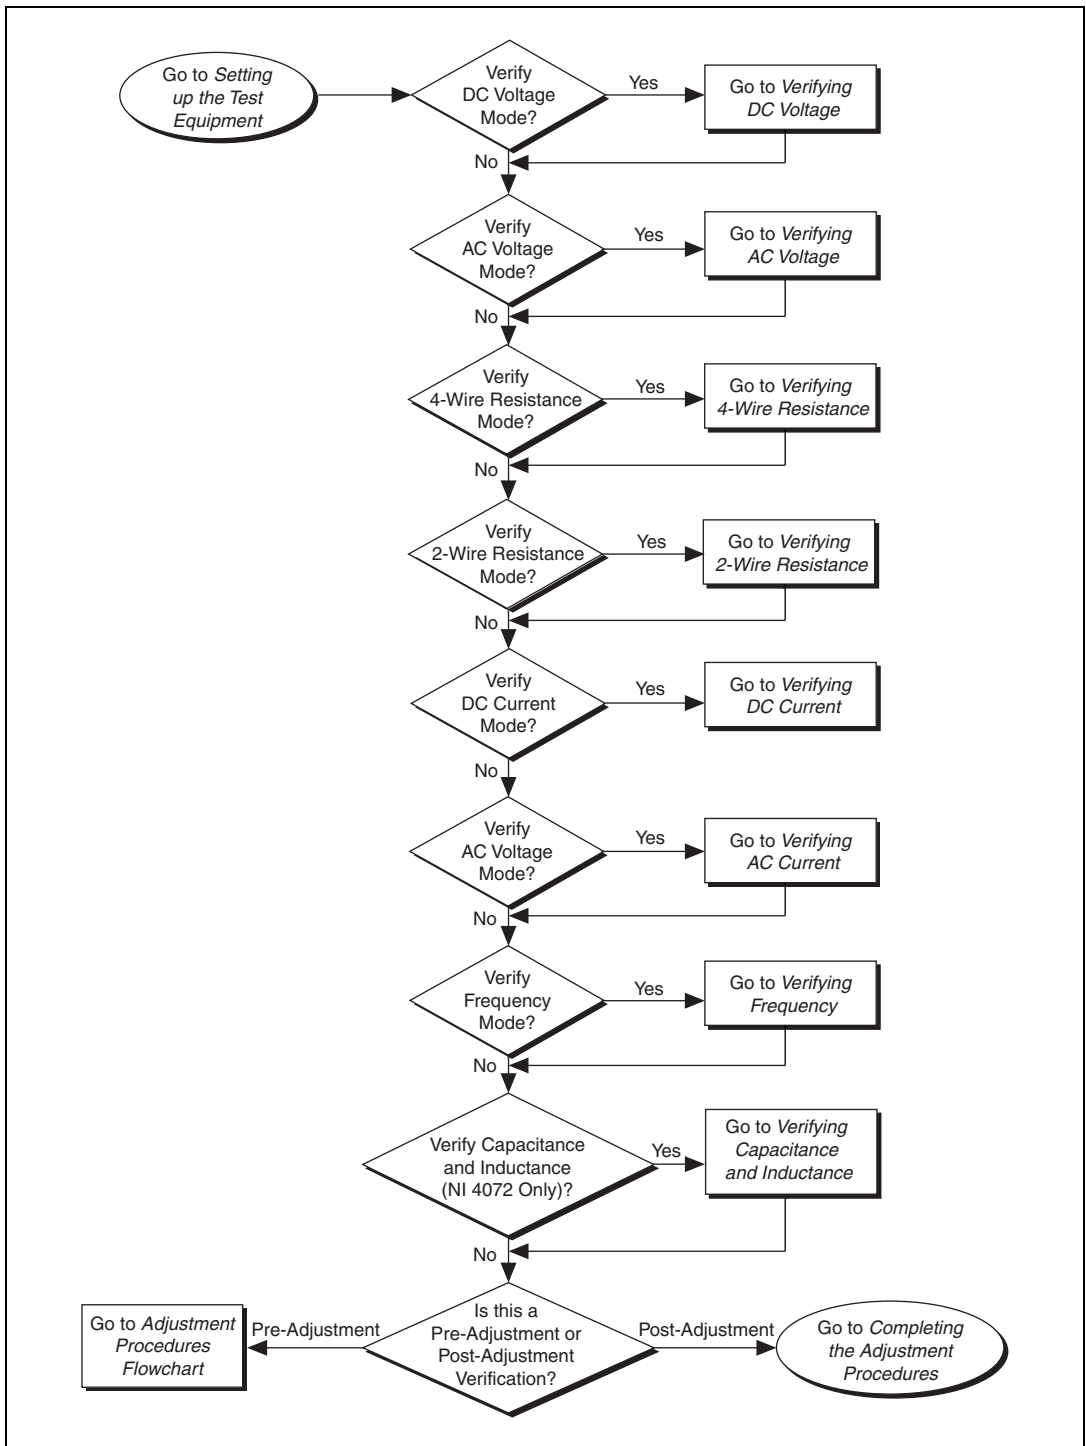 Go to Setting
up the Test
Equipment
Verify
DC Voltage
Mode?
Yes
Go to Verifying
DC Voltage
No
Verify
AC Voltage
Mode?
Yes
Go to Verifying
AC Voltage
No
Verify
4-Wire Resistance
Mode?
Yes
Go to Verifying
4-Wire Resistance
No
Verify
2-Wire Resistance
Mode?
Yes
Go to Verifying
2-Wire Resistance
No
Verify
DC Current
Mode?
Yes
Go to Verifying
DC Current
No
Verify
AC Voltage
Mode?
Yes
Go to Verifying
AC Current
No
Verify
Frequency
Mode?
Yes
Go to Verifying
Frequency
No
Verify Capacitance
and Inductance
(NI 4072 Only)?
Yes
Go to Verifying
Capacitance
and Inductance
No
Is this a
Pre-Adjustment or
Post-Adjustment
Verification?
Pre-Adjustment
Go to Adjustment
Procedures
Flowchart
Post-Adjustment
Go to Completing
the Adjustment
Procedures